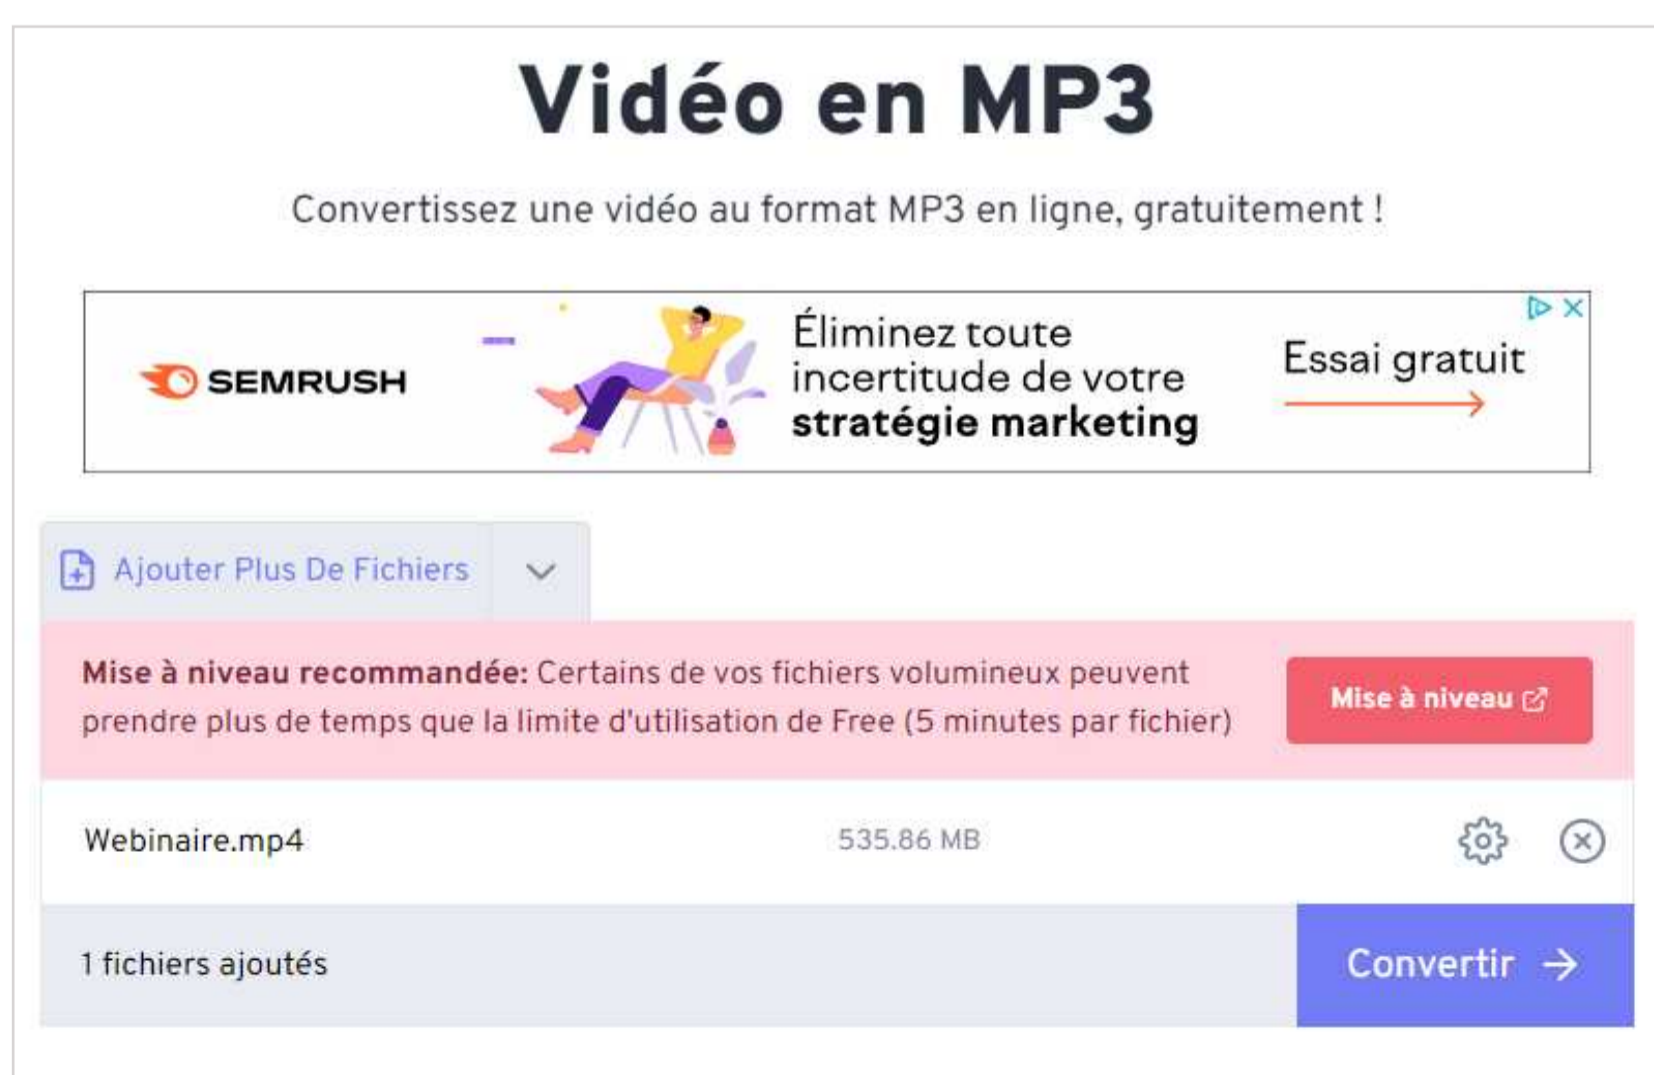 Vidéo en MP3
Convertissez une vidéo au format MP3 en ligne, gratuitement !
SEMRUSH
Éliminez toute
incertitude de votre
stratégie marketing
Essai gratuit
Ajouter Plus De Fichiers
Mise à niveau recommandée: Certains de vos fichiers volumineux peuvent
prendre plus de temps que la limite d'utilisation de Free (5 minutes par fichier)
Mise à niveau
Webinaire.mp4 535.86 MB
1 fichiers ajoutés
Convertir